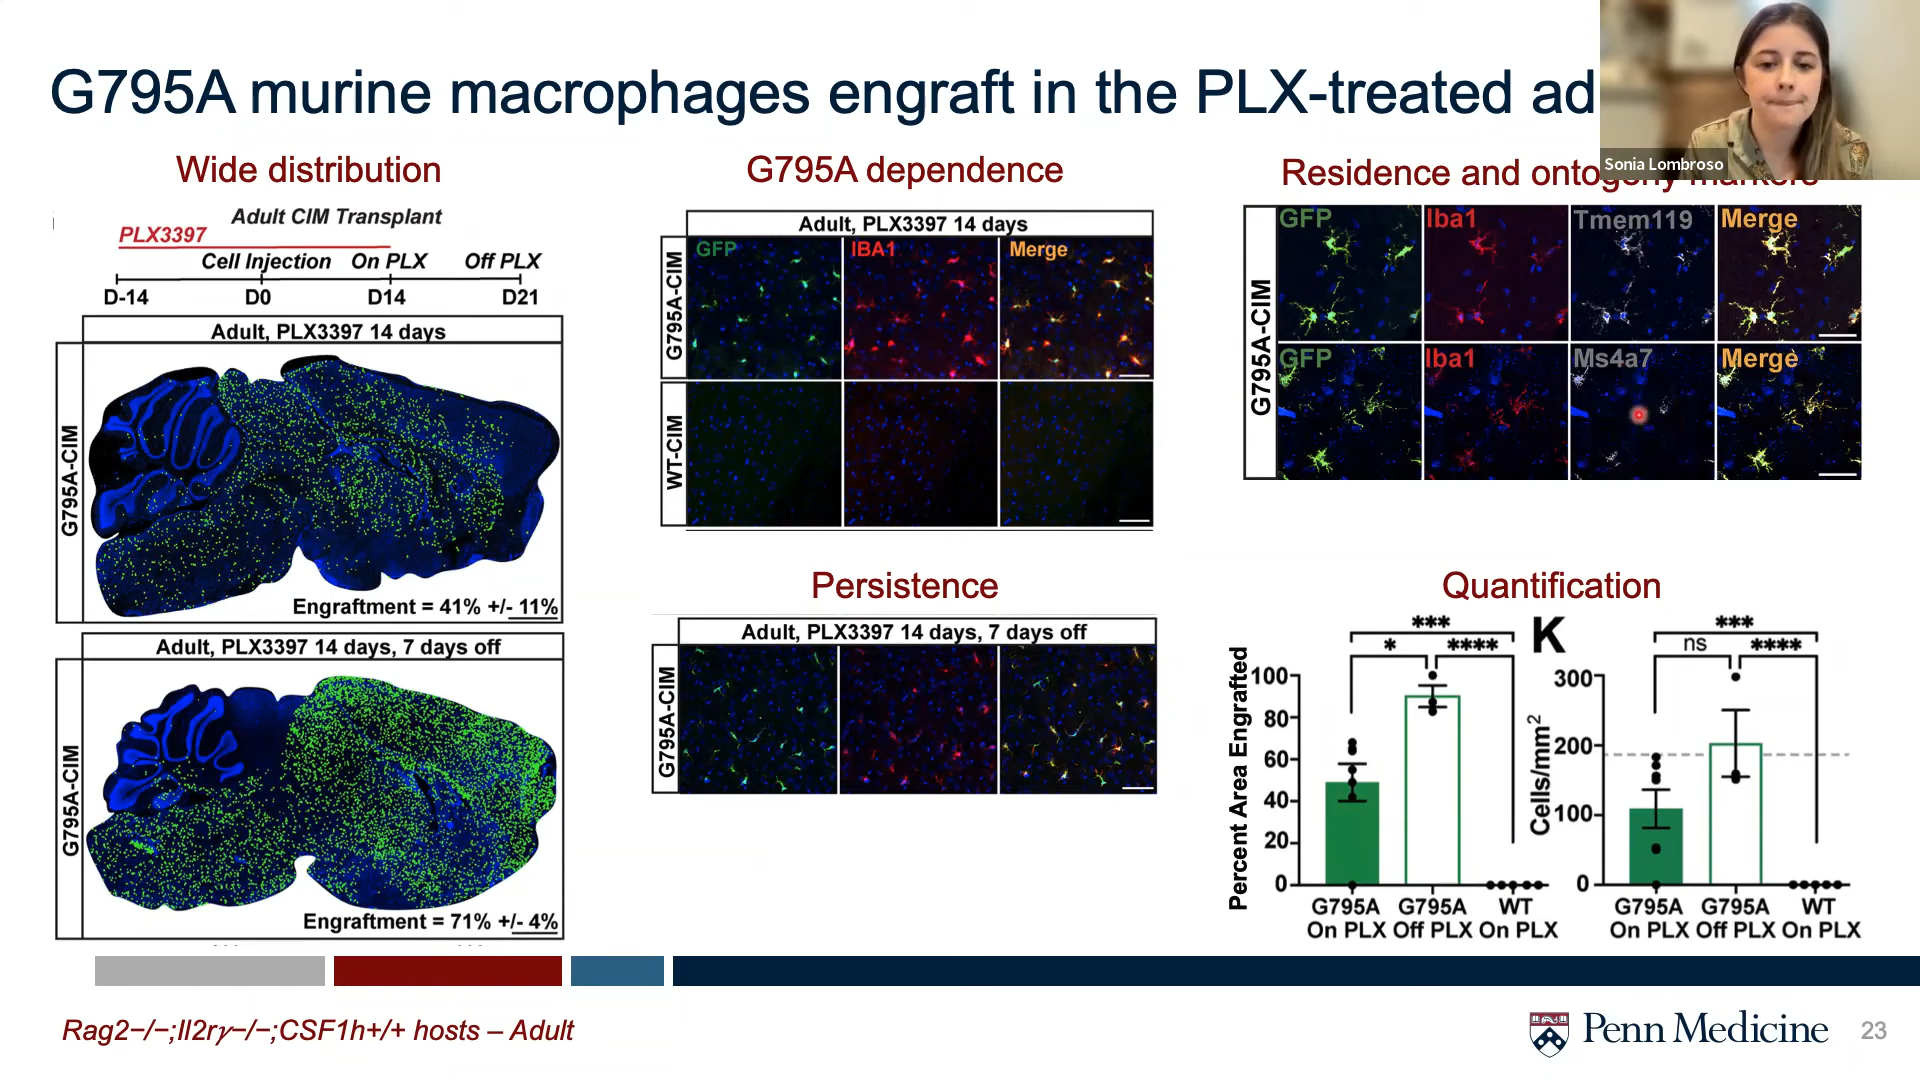 G795A murine macrophages engraft in the PLX-treated ad
Sonia Lombroso
Wide distribution
Adult CIM Transplant
PLX3397
Cell Injection On PLX Off PLX
D-14 D0 D14 D21
Adult, PLX3397 14 days
G795A-CIM
Engraftment = 41% +/- 11%
Adult, PLX3397 14 days, 7 days off
G795A-CIM
Engraftment = 71% +/- 4%
G795A dependence
Adult, PLX3397 14 days
GFP IBA1 Merge
G795A-CIM
WT-CIM
Persistence
Adult, PLX3397 14 days, 7 days off
G795A-CIM
Residence and ontogeny markers
GFP Iba1 Tmem119 Merge
G795A-CIM
GFP Iba1 Ms4a7 Merge
Quantification
***
* ****
Percent Area Engrafted
100
80
60
40
20
0
G795A G795A WT
On PLX Off PLX On PLX
K
***
ns ****
Cells/mm²
300
200
100
0
G795A G795A WT
On PLX Off PLX On PLX
Rag2−/−;Il2rγ−/−;CSF1h+/+ hosts – Adult
Penn Medicine
23